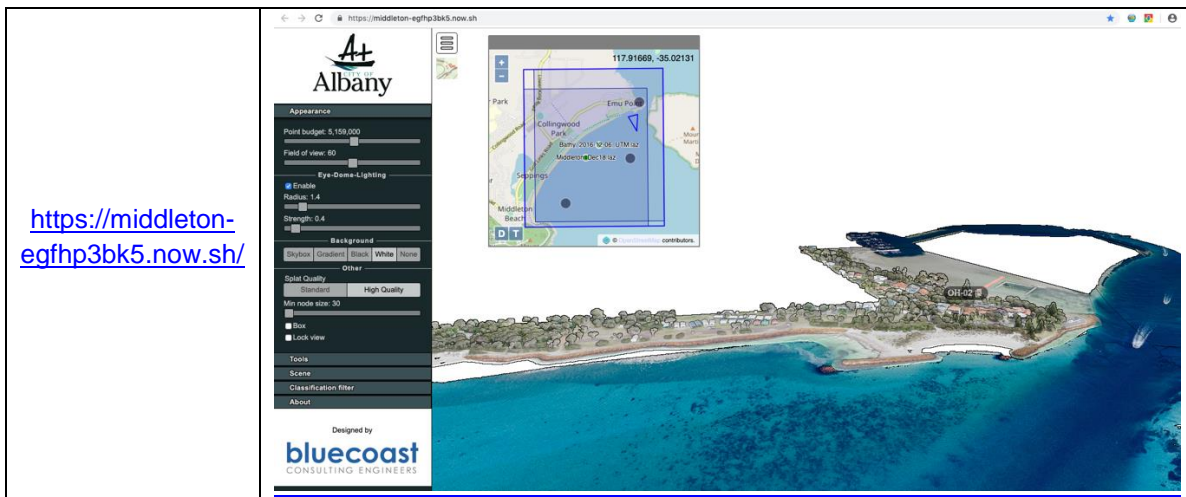 https://middleton-
egfhp3bk5.now.sh/
https://middleton-egfhp3bk5.now.sh
CITY OF
Albany
Appearance
Point budget: 5,159,000
Field of view: 60
Eye-Dome-Lighting
Enable
Radius: 1.4
Strength: 0.4
Background
Skybox Gradient Black White None
Other
Splat Quality
Standard High Quality
Min node size: 30
Box
Lock view
Tools
Scene
Classification filter
About
Designed by
bluecoast
CONSULTING ENGINEERS
+
−
117.91669, -35.02131
Park
Emu Point
Collingwood
Park
Middleton Dec18.laz
Seppings
Middleton
Beach
D T
© OpenStreetMap contributors.
OH-02